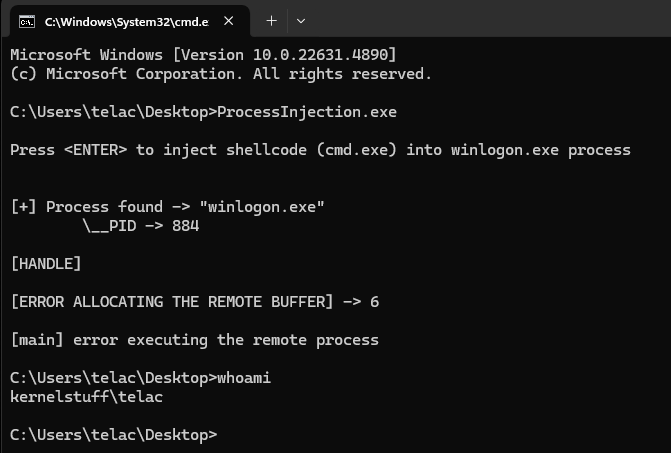 C:\Windows\System32\cmd.e
Microsoft Windows [Version 10.0.22631.4890]
(c) Microsoft Corporation. All rights reserved.
C:\Users\telac\Desktop>ProcessInjection.exe
Press <ENTER> to inject shellcode (cmd.exe) into winlogon.exe process
[+] Process found -> "winlogon.exe"
\__PID -> 884
[HANDLE]
[ERROR ALLOCATING THE REMOTE BUFFER] -> 6
[main] error executing the remote process
C:\Users\telac\Desktop>whoami
kernelstuff\telac
C:\Users\telac\Desktop>